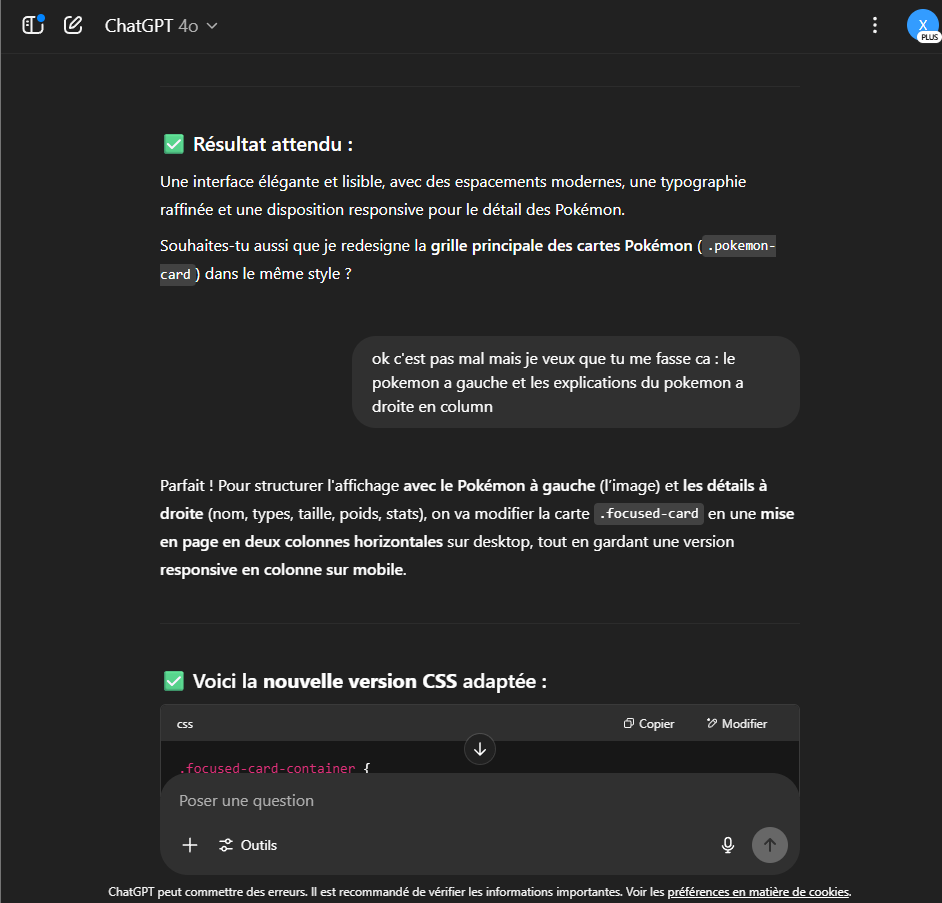 ChatGPT 4o
X
PLUS
✅ Résultat attendu :
Une interface élégante et lisible, avec des espacements modernes, une typographie
raffinée et une disposition responsive pour le détail des Pokémon.
Souhaites-tu aussi que je redesigne la grille principale des cartes Pokémon ( .pokemon-
card ) dans le même style ?
ok c'est pas mal mais je veux que tu me fasse ca : le
pokemon a gauche et les explications du pokemon a
droite en column
Parfait ! Pour structurer l'affichage avec le Pokémon à gauche (l’image) et les détails à
droite (nom, types, taille, poids, stats), on va modifier la carte .focused-card en une mise
en page en deux colonnes horizontales sur desktop, tout en gardant une version
responsive en colonne sur mobile.
✅ Voici la nouvelle version CSS adaptée :
css Copier Modifier
.focused-card-container {
Poser une question
Outils
ChatGPT peut commettre des erreurs. Il est recommandé de vérifier les informations importantes. Voir les préférences en matière de cookies.